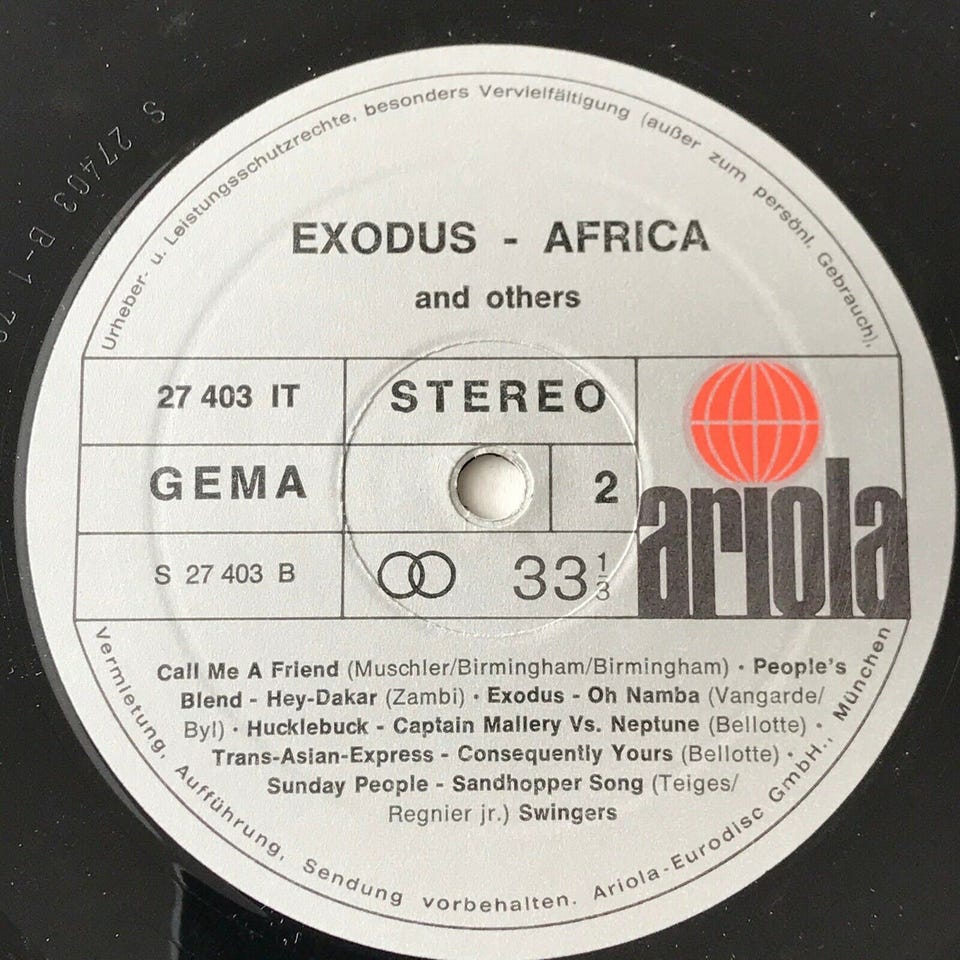 Urheber- u. Leistungsschutzrechte, besonders Vervielfältigung (außer zum persönl. Gebrauch),
EXODUS - AFRICA
and others
27 403 IT
STEREO
GEMA
2
S 27 403 B
33 1/3
ariola
Call Me A Friend (Muschler/Birmingham/Birmingham) · People's
Blend - Hey-Dakar (Zambi) · Exodus - Oh Namba (Vangarde/
Byl) · Hucklebuck - Captain Mallery Vs. Neptune (Bellotte) ·
Trans-Asian-Express - Consequently Yours (Bellotte) ·
Sunday People - Sandhopper Song (Teiges/
Regnier jr.) Swingers
Vermietung, Aufführung, Sendung vorbehalten. Ariola-Eurodisc GmbH., München
S 27403 B-1